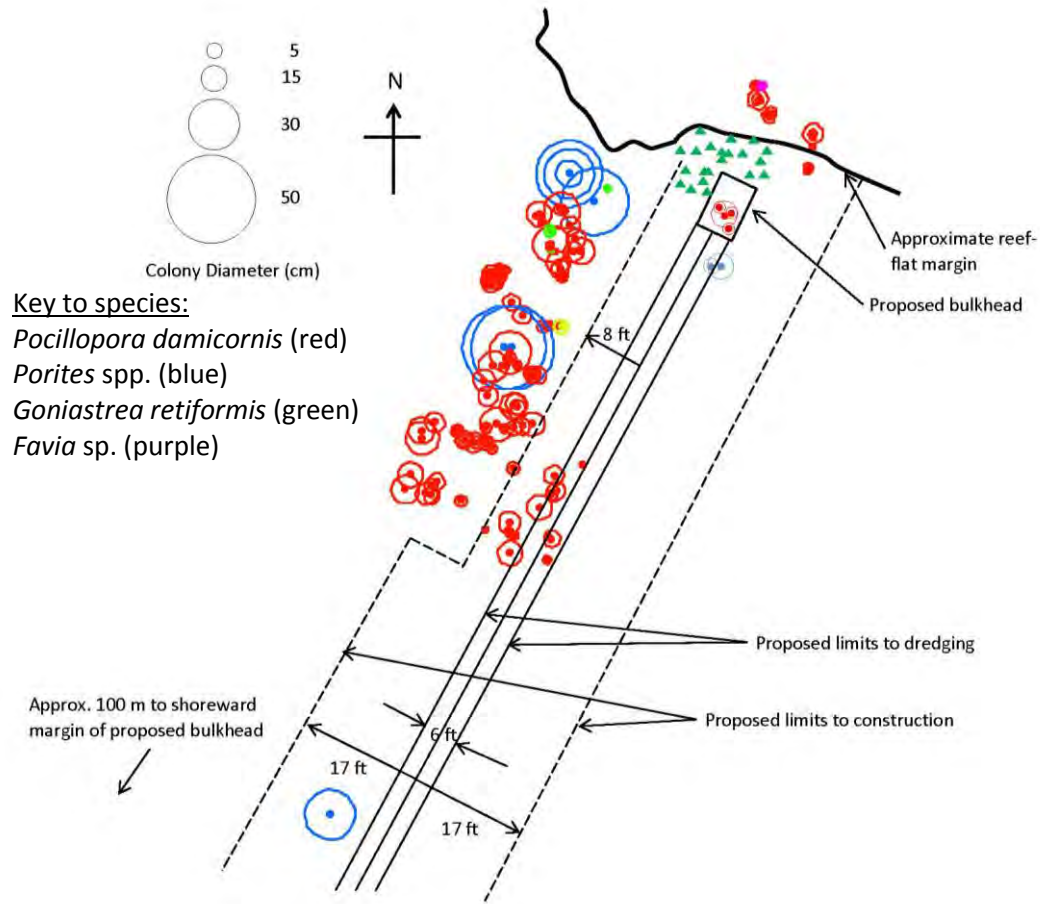 5
15
30
50
Colony Diameter (cm)
N
Key to species:
Pocillopora damicornis (red)
Porites spp. (blue)
Goniastrea retiformis (green)
Favia sp. (purple)
Approximate reef-
flat margin
Proposed bulkhead
8 ft
Proposed limits to dredging
Proposed limits to construction
Approx. 100 m to shoreward
margin of proposed bulkhead
6 ft
17 ft
17 ft